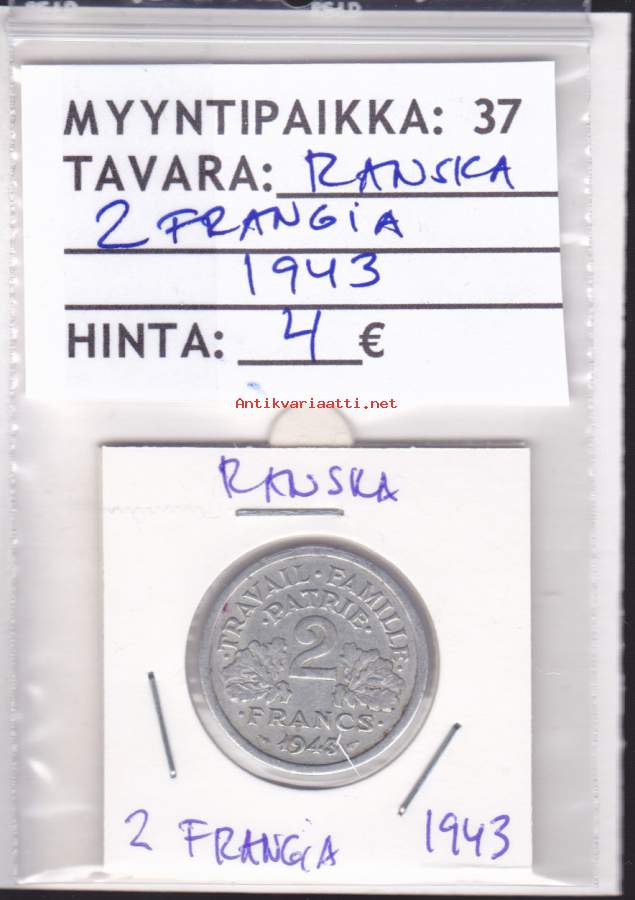 MYYNTIPAIKKA: 37
TAVARA: RANSKA
2 FRANGIA
1943
HINTA: 4 €
Antikvariaatti.net
RANSKA
TRAVAIL · FAMILLE
· PATRIE ·
2
· FRANCS ·
1943
2 FRANGIA 1943